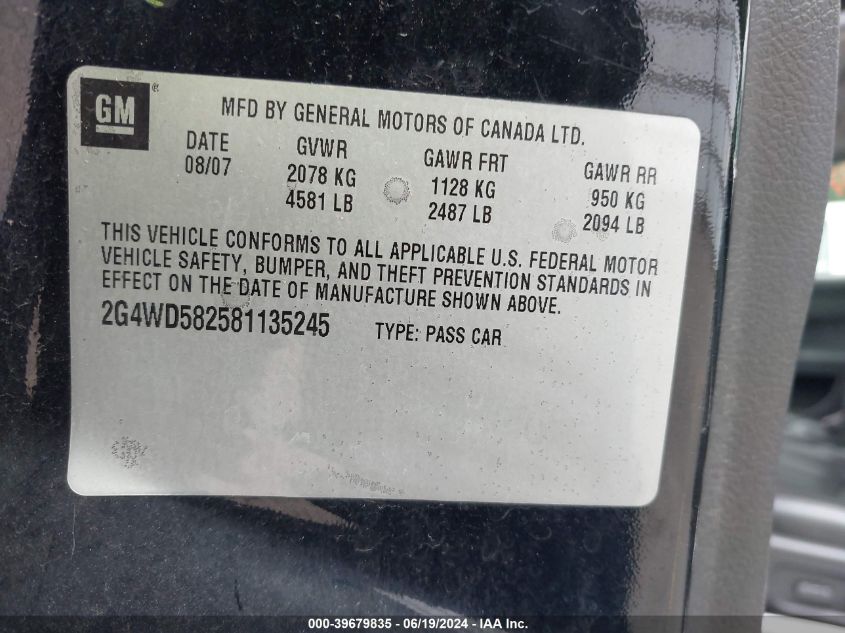 GM®
MFD BY GENERAL MOTORS OF CANADA LTD.
DATE GVWR GAWR FRT GAWR RR
08/07 2078 KG 1128 KG 950 KG
4581 LB 2487 LB 2094 LB
THIS VEHICLE CONFORMS TO ALL APPLICABLE U.S. FEDERAL MOTOR
VEHICLE SAFETY, BUMPER, AND THEFT PREVENTION STANDARDS IN
EFFECT ON THE DATE OF MANUFACTURE SHOWN ABOVE.
2G4WD582581135245 TYPE: PASS CAR
000-39679835 - 06/19/2024 - IAA Inc.